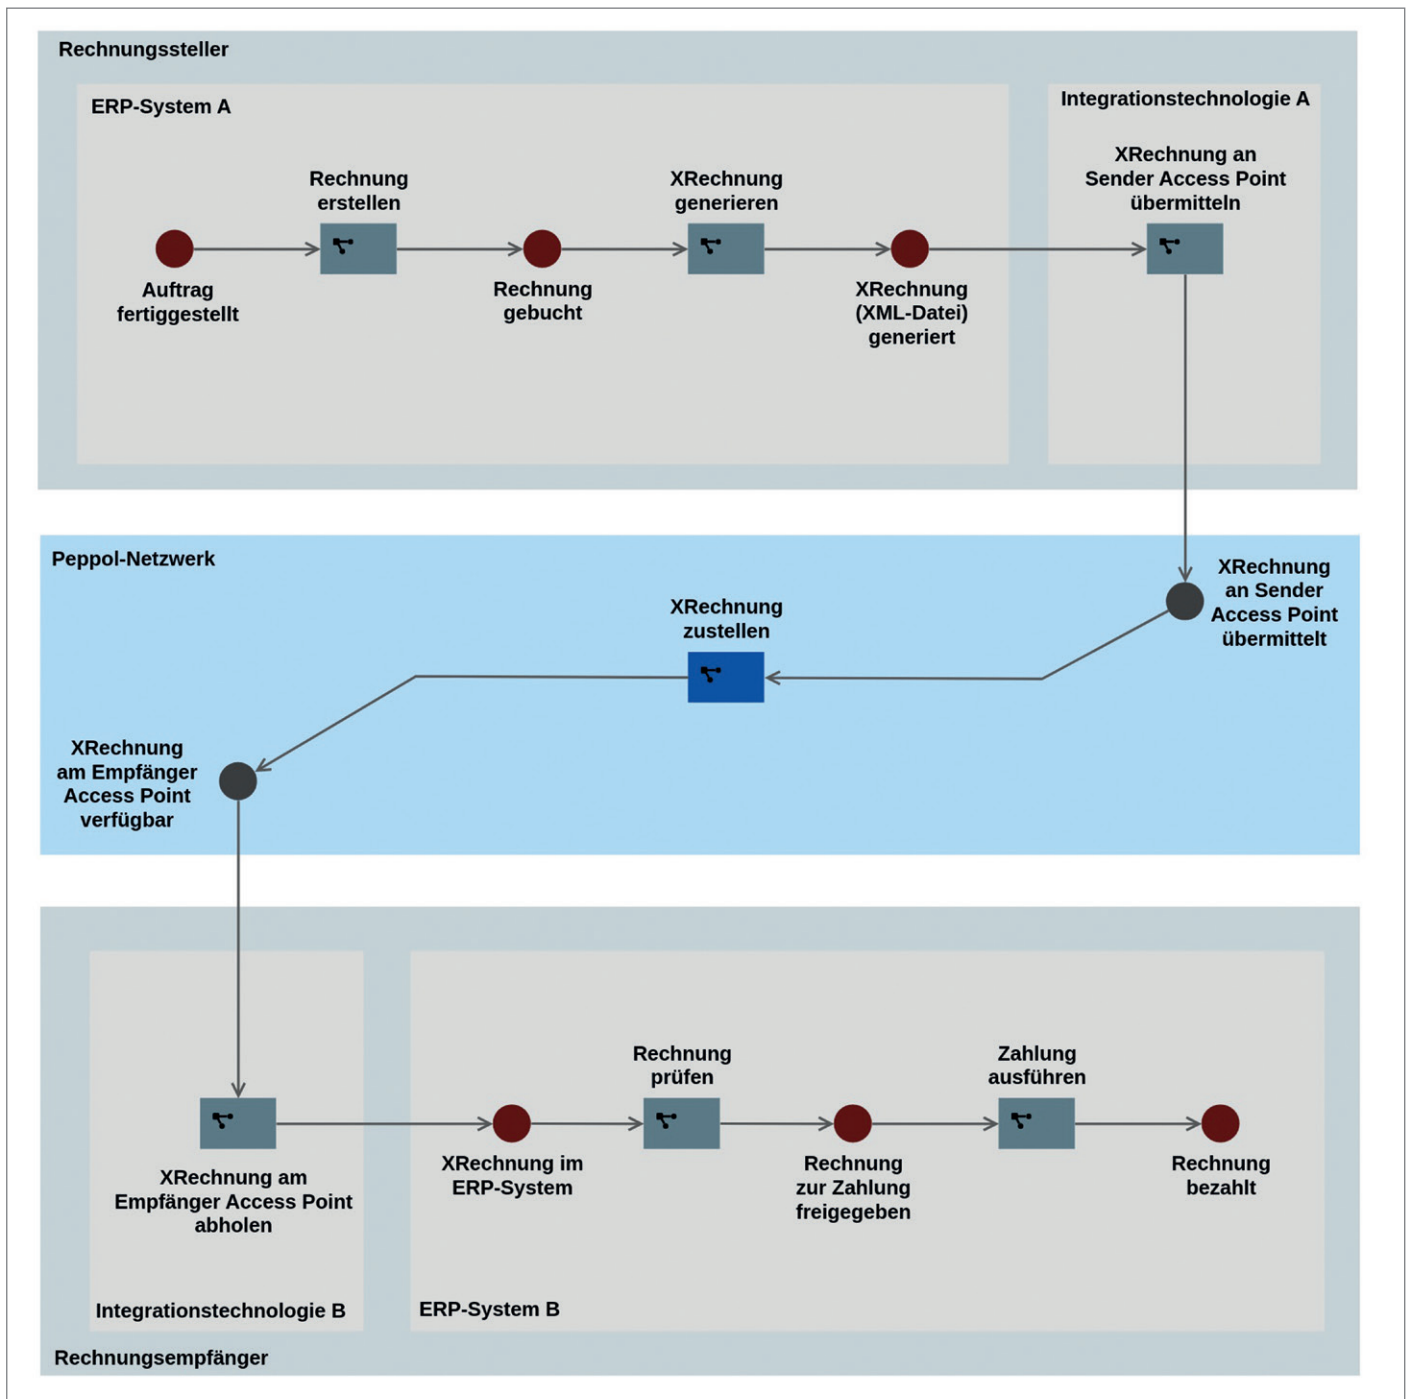 Rechnungssteller
ERP-System A
Integrationstechnologie A
Rechnung
erstellen
XRechnung
generieren
XRechnung an
Sender Access Point
übermitteln
Auftrag
fertiggestellt
Rechnung
gebucht
XRechnung
(XML-Datei)
generiert
Peppol-Netzwerk
XRechnung
an Sender
Access Point
übermittelt
XRechnung
zustellen
XRechnung
am Empfänger
Access Point
verfügbar
Rechnung
prüfen
Zahlung
ausführen
XRechnung am
Empfänger Access Point
abholen
XRechnung im
ERP-System
Rechnung
zur Zahlung
freigegeben
Rechnung
bezahlt
Integrationstechnologie B
ERP-System B
Rechnungsempfänger